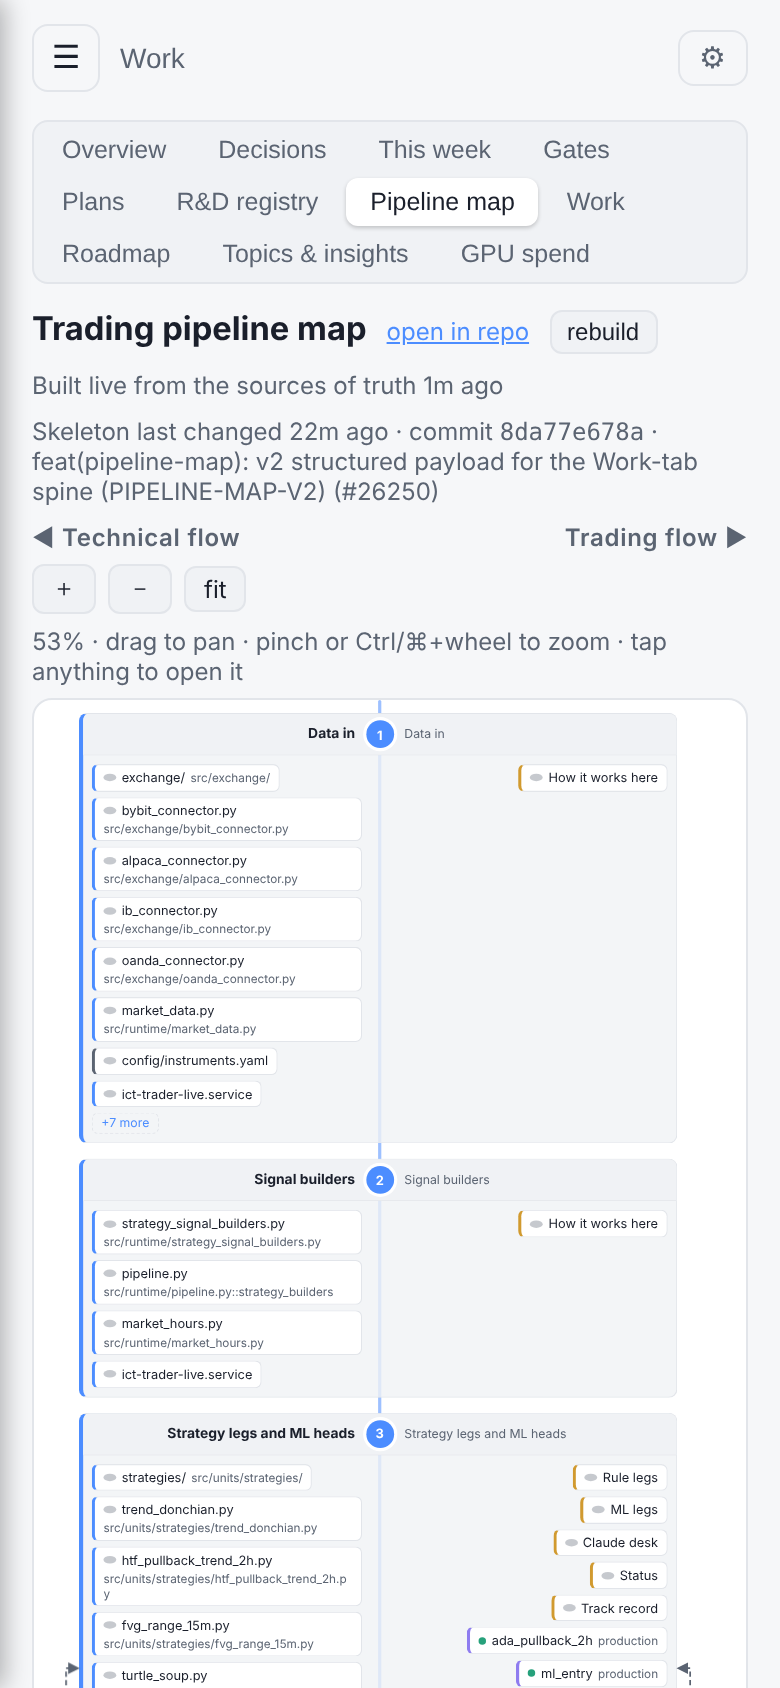 ☰ Work ⚙
Overview Decisions This week Gates
Plans R&D registry Pipeline map Work
Roadmap Topics & insights GPU spend
Trading pipeline map open in repo rebuild
Built live from the sources of truth 1m ago
Skeleton last changed 22m ago · commit 8da77e678a ·
feat(pipeline-map): v2 structured payload for the Work-tab
spine (PIPELINE-MAP-V2) (#26250)
◀ Technical flow Trading flow ▶
+ − fit
53% · drag to pan · pinch or Ctrl/⌘+wheel to zoom · tap
anything to open it
Data in 1 Data in
exchange/ src/exchange/ How it works here
bybit_connector.py
src/exchange/bybit_connector.py
alpaca_connector.py
src/exchange/alpaca_connector.py
ib_connector.py
src/exchange/ib_connector.py
oanda_connector.py
src/exchange/oanda_connector.py
market_data.py
src/runtime/market_data.py
config/instruments.yaml
ict-trader-live.service
+7 more
Signal builders 2 Signal builders
strategy_signal_builders.py How it works here
src/runtime/strategy_signal_builders.py
pipeline.py
src/runtime/pipeline.py::strategy_builders
market_hours.py
src/runtime/market_hours.py
ict-trader-live.service
Strategy legs and ML heads 3 Strategy legs and ML heads
strategies/ src/units/strategies/ Rule legs
trend_donchian.py ML legs
src/units/strategies/trend_donchian.py
Claude desk
htf_pullback_trend_2h.py
src/units/strategies/htf_pullback_trend_2h.p Status
y
Track record
fvg_range_15m.py
src/units/strategies/fvg_range_15m.py ada_pullback_2h production
turtle_soup.py ml_entry production